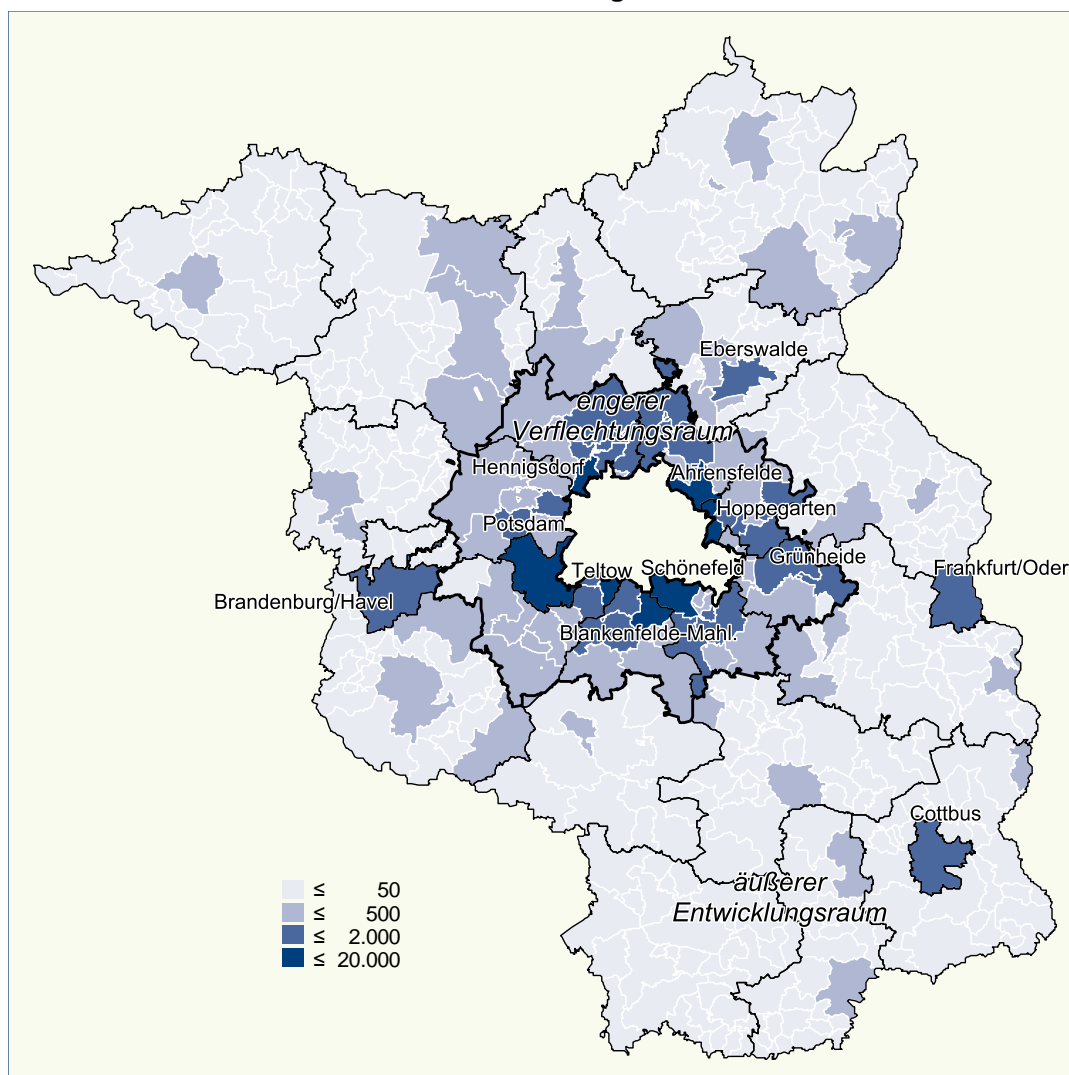 Eberswalde
engerer
Verflechtungsraum
Hennigsdorf
Ahrensfelde
Hoppegarten
Potsdam
Grünheide
Teltow
Schönefeld
Frankfurt/Oder
Brandenburg/Havel
Blankenfelde-Mahl.
Cottbus
äußerer
Entwicklungsraum
≤ 50
≤ 500
≤ 2.000
≤ 20.000